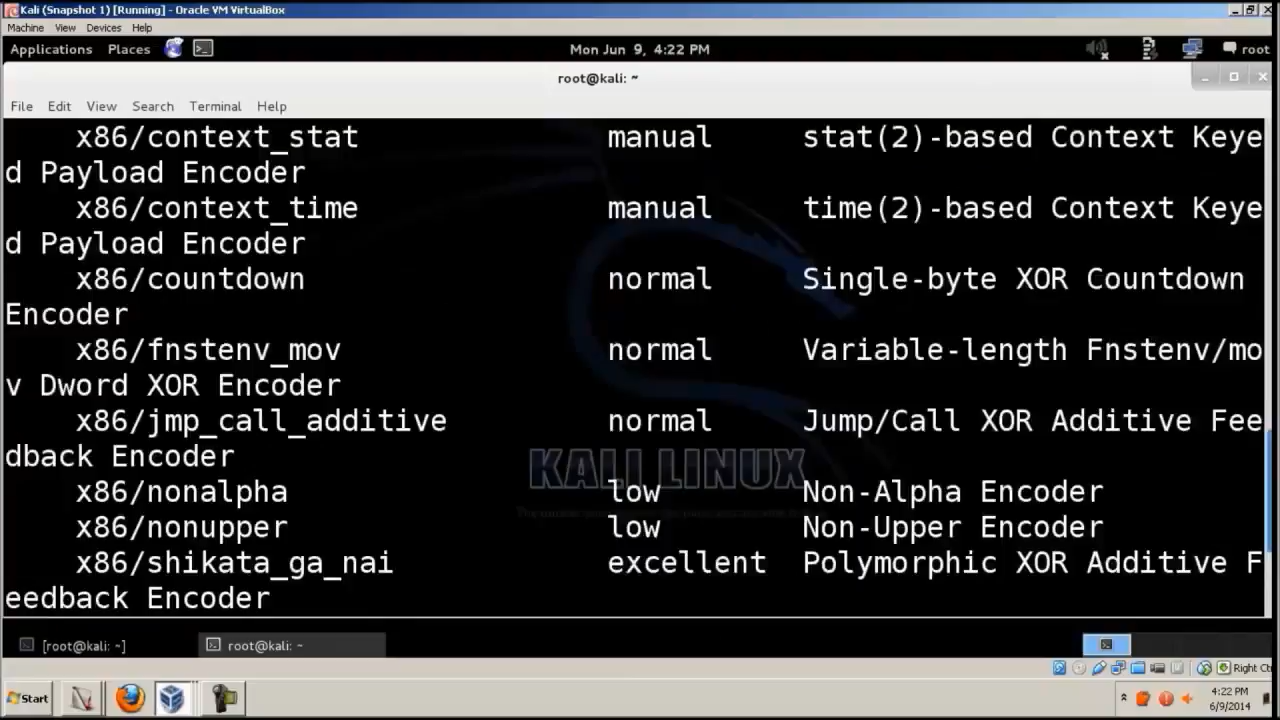 Kali (Snapshot 1) [Running] - Oracle VM VirtualBox
Machine View Devices Help
Applications Places Mon Jun 9, 4:22 PM root
root@kali: ~
File Edit View Search Terminal Help
x86/context_stat manual stat(2)-based Context Keye
d Payload Encoder
x86/context_time manual time(2)-based Context Keye
d Payload Encoder
x86/countdown normal Single-byte XOR Countdown
Encoder
x86/fnstenv_mov normal Variable-length Fnstenv/mo
v Dword XOR Encoder
x86/jmp_call_additive normal Jump/Call XOR Additive Fee
dback Encoder
x86/nonalpha low Non-Alpha Encoder
x86/nonupper low Non-Upper Encoder
x86/shikata_ga_nai excellent Polymorphic XOR Additive F
eedback Encoder
KALI LINUX
[root@kali: ~] root@kali: ~
Right Ct
Start 4:22 PM
6/9/2014